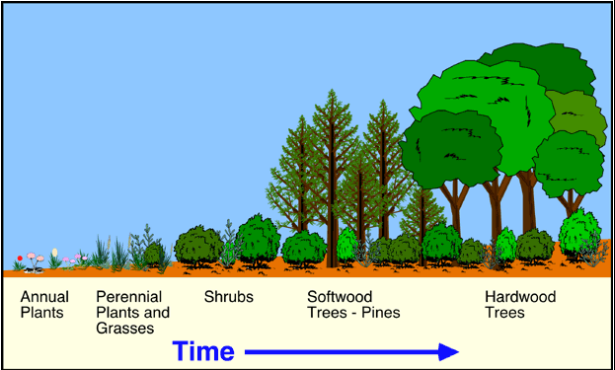 Annual
Plants
Perennial
Plants and
Grasses
Shrubs
Softwood
Trees - Pines
Hardwood
Trees
Time